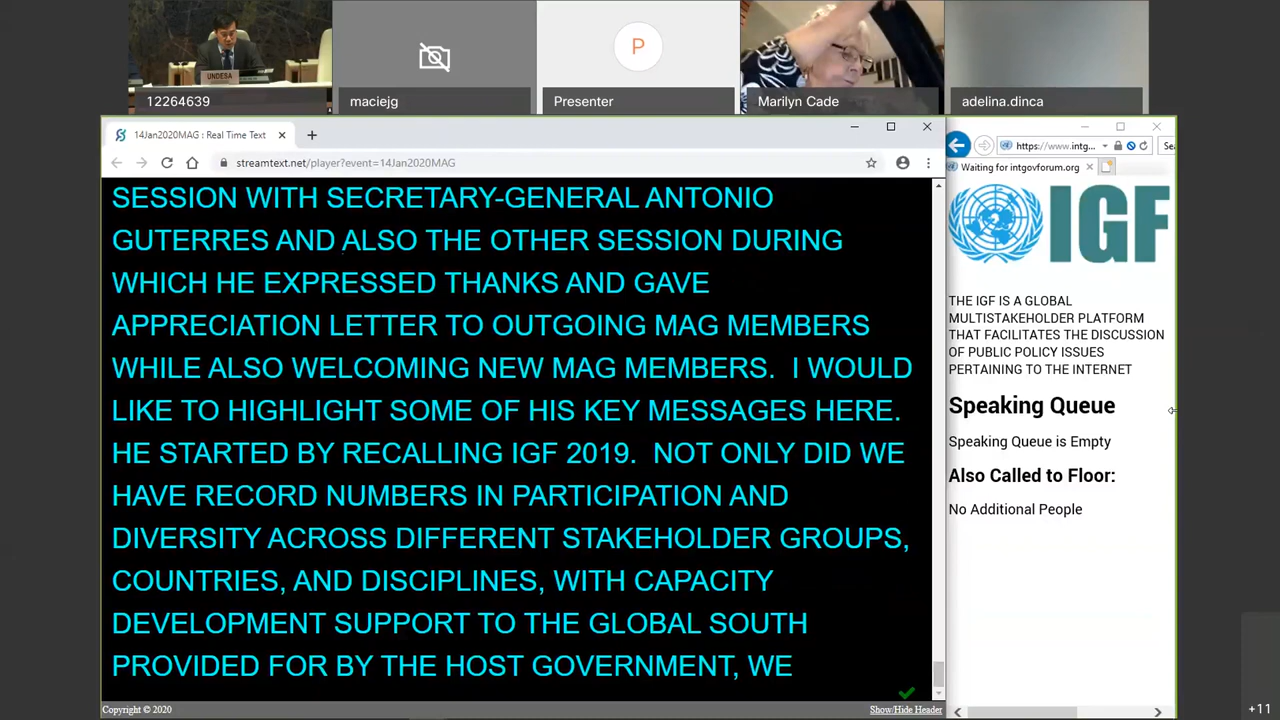 UNDESA
12264639
maciejg
P
Presenter
Marilyn Cade
adelina.dinca
14Jan2020MAG : Real Time Text
streamtext.net/player?event=14Jan2020MAG
SESSION WITH SECRETARY-GENERAL ANTONIO
GUTERRES AND ALSO THE OTHER SESSION DURING
WHICH HE EXPRESSED THANKS AND GAVE
APPRECIATION LETTER TO OUTGOING MAG MEMBERS
WHILE ALSO WELCOMING NEW MAG MEMBERS.  I WOULD
LIKE TO HIGHLIGHT SOME OF HIS KEY MESSAGES HERE.
HE STARTED BY RECALLING IGF 2019.  NOT ONLY DID WE
HAVE RECORD NUMBERS IN PARTICIPATION AND
DIVERSITY ACROSS DIFFERENT STAKEHOLDER GROUPS,
COUNTRIES, AND DISCIPLINES, WITH CAPACITY
DEVELOPMENT SUPPORT TO THE GLOBAL SOUTH
PROVIDED FOR BY THE HOST GOVERNMENT, WE
Copyright © 2020
Show/Hide Header
https://www.intg...
Sea
Waiting for intgovforum.org
IGF
THE IGF IS A GLOBAL
MULTISTAKEHOLDER PLATFORM
THAT FACILITATES THE DISCUSSION
OF PUBLIC POLICY ISSUES
PERTAINING TO THE INTERNET
Speaking Queue
Speaking Queue is Empty
Also Called to Floor:
No Additional People
+11